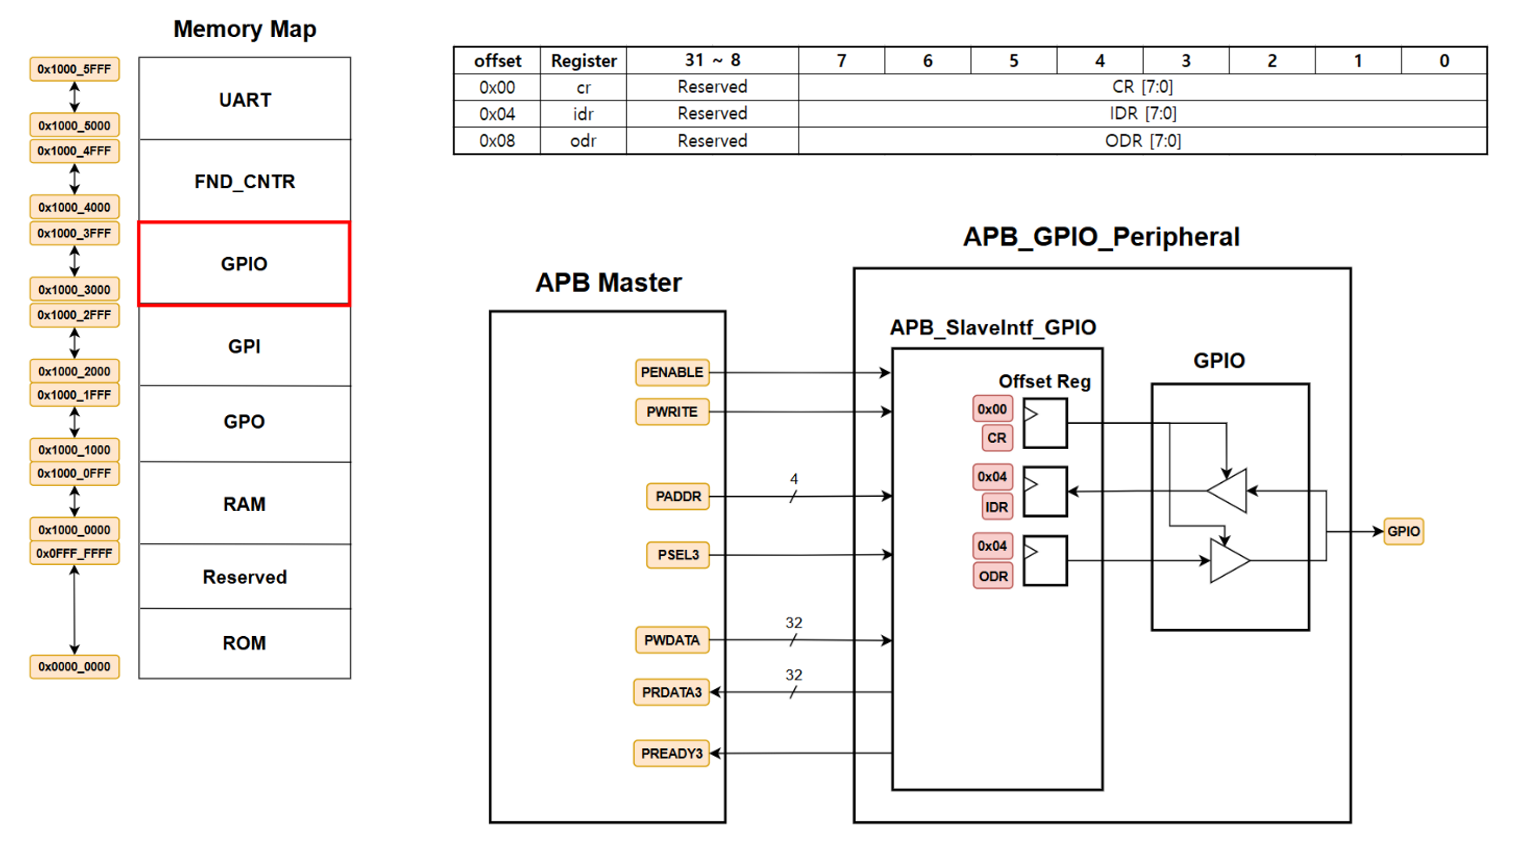 Memory Map
0x1000_5FFF
UART
0x1000_5000
0x1000_4FFF
FND_CNTR
0x1000_4000
0x1000_3FFF
GPIO
0x1000_3000
0x1000_2FFF
GPI
0x1000_2000
0x1000_1FFF
GPO
0x1000_1000
0x1000_0FFF
RAM
0x1000_0000
0x0FFF_FFFF
Reserved
ROM
0x0000_0000
offset Register 31 ~ 8 7 6 5 4 3 2 1 0
0x00 cr Reserved CR [7:0]
0x04 idr Reserved IDR [7:0]
0x08 odr Reserved ODR [7:0]
APB Master
PENABLE
PWRITE
PADDR
4
PSEL3
PWDATA
32
PRDATA3
32
PREADY3
APB_GPIO_Peripheral
APB_SlaveIntf_GPIO
Offset Reg
0x00
CR
0x04
IDR
0x04
ODR
GPIO
GPIO